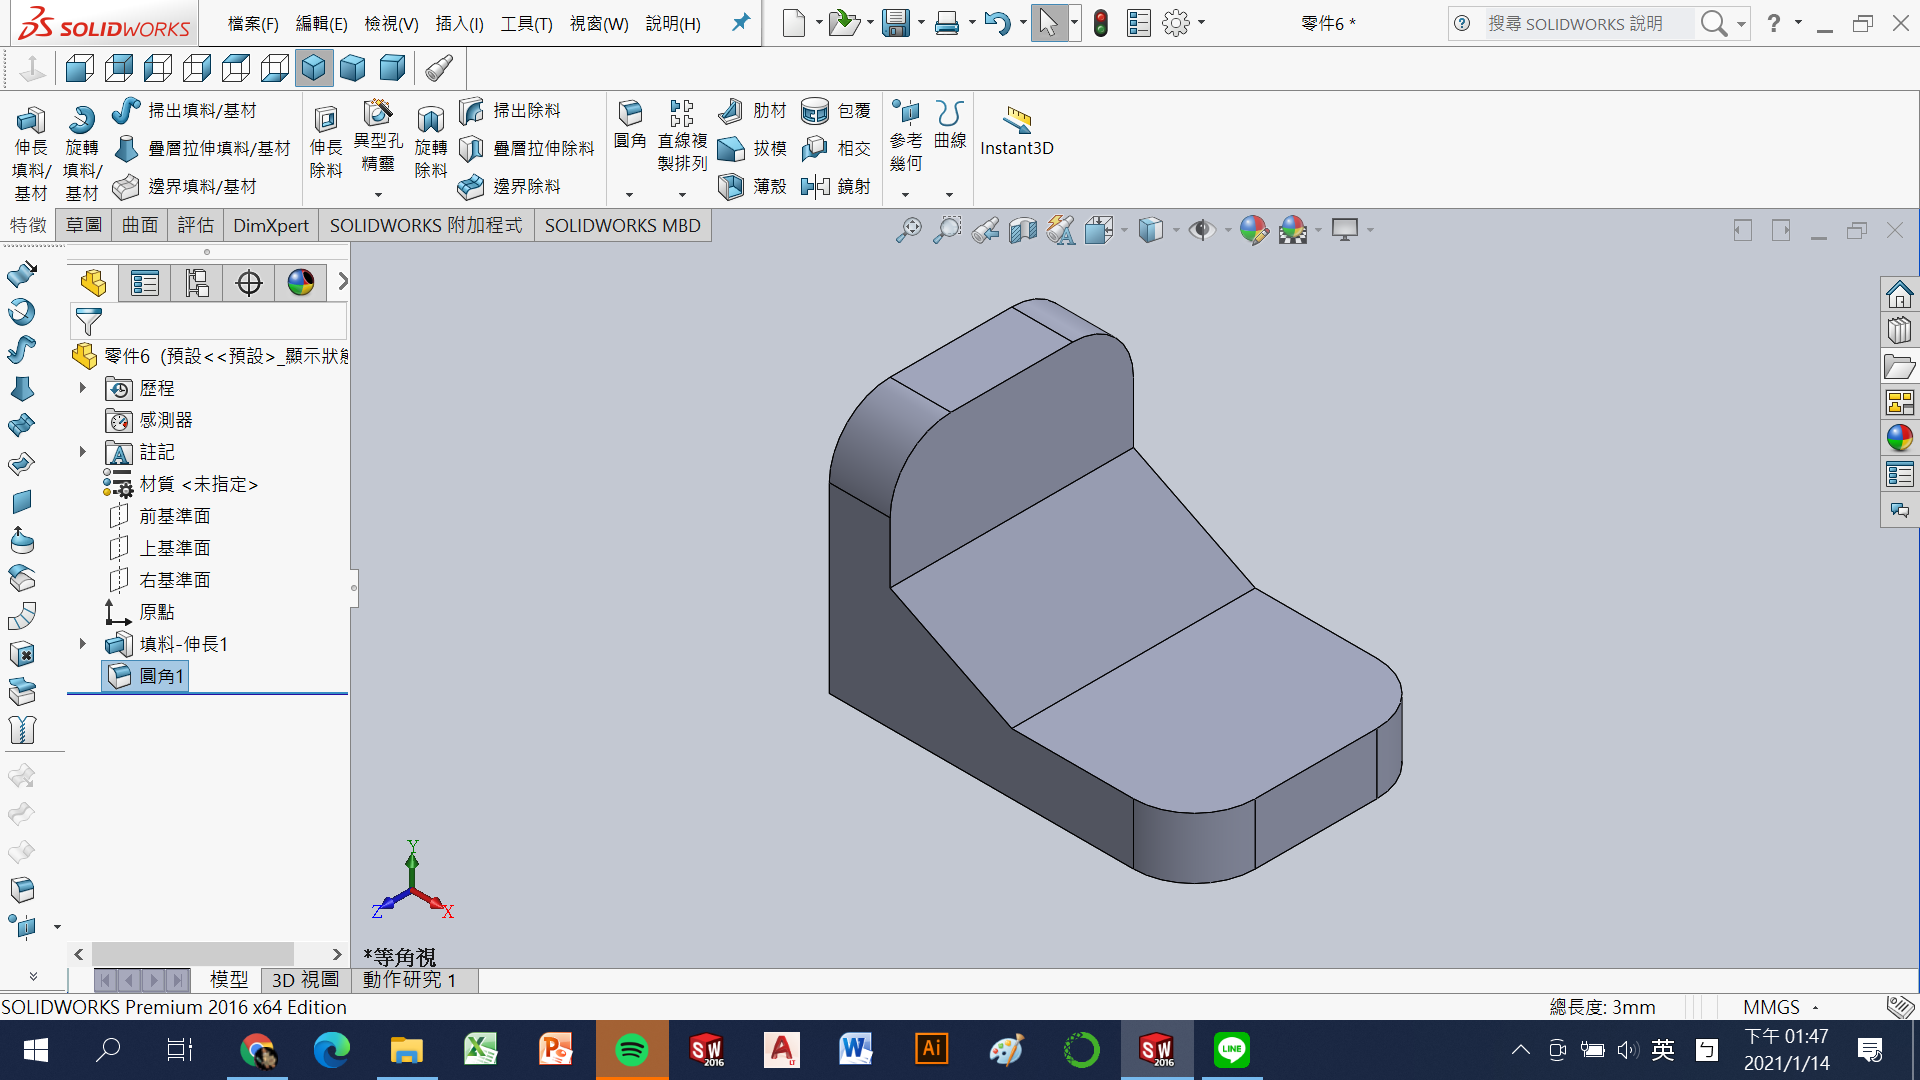 SOLIDWORKS
檔案(F) 編輯(E) 檢視(V) 插入(I) 工具(T) 視窗(W) 說明(H)
零件6 *
搜尋 SOLIDWORKS 說明
伸長填料/基材
旋轉填料/基材
掃出填料/基材
疊層拉伸填料/基材
邊界填料/基材
伸長除料
異型孔精靈
旋轉除料
掃出除料
疊層拉伸除料
邊界除料
圓角
直線複製排列
肋材
拔模
薄殼
包覆
相交
鏡射
參考幾何
曲線
Instant3D
特徵 草圖 曲面 評估 DimXpert SOLIDWORKS 附加程式 SOLIDWORKS MBD
零件6 (預設<<預設>_顯示狀態
歷程
感測器
註記
材質 <未指定>
前基準面
上基準面
右基準面
原點
填料-伸長1
圓角1
Y
Z
X
*等角視
模型 3D 視圖 動作研究 1
SOLIDWORKS Premium 2016 x64 Edition
總長度: 3mm
MMGS
SW 2016
Ai
SW 2016
LINE
英
下午 01:47
2021/1/14